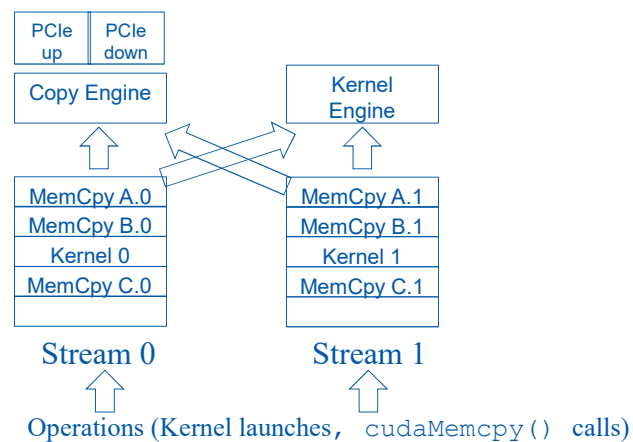 PCIe up
PCIe down
Copy Engine
Kernel Engine
MemCpy A.0
MemCpy B.0
Kernel 0
MemCpy C.0
MemCpy A.1
MemCpy B.1
Kernel 1
MemCpy C.1
Stream 0
Stream 1
Operations (Kernel launches, cudaMemcpy() calls)